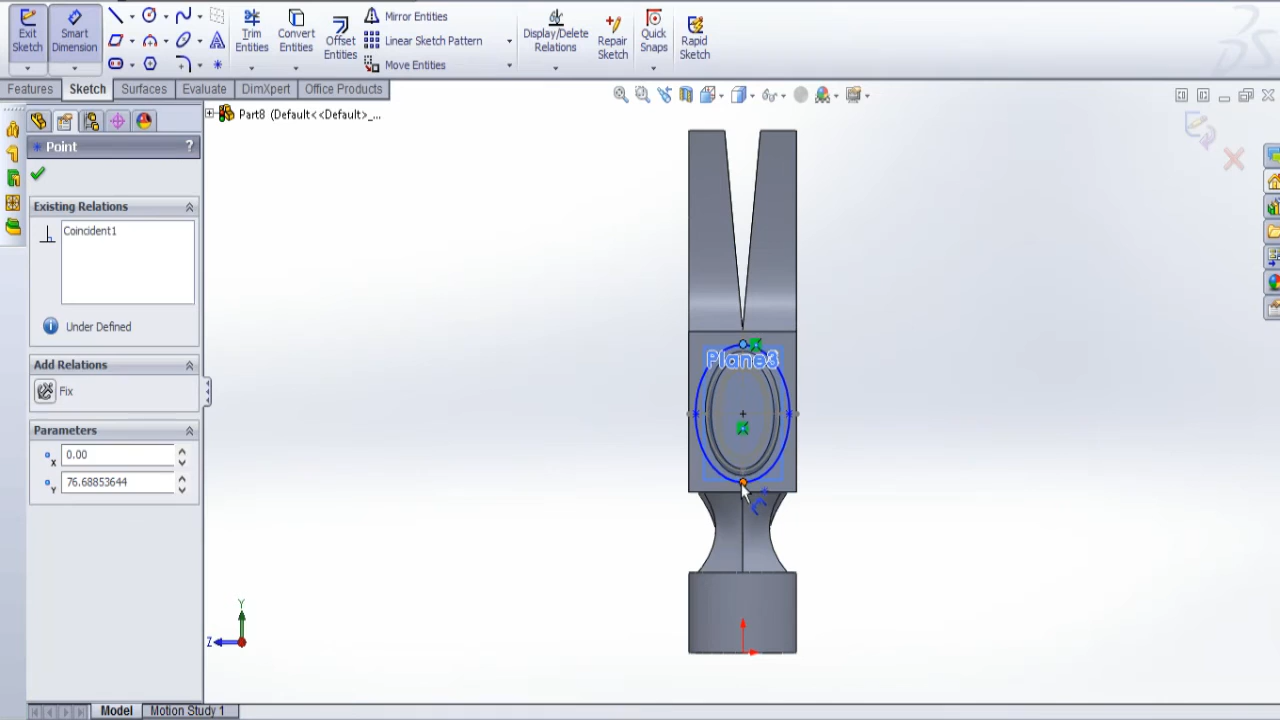 Exit Sketch
Smart Dimension
Trim Entities
Convert Entities
Offset Entities
Mirror Entities
Linear Sketch Pattern
Move Entities
Display/Delete Relations
Repair Sketch
Quick Snaps
Rapid Sketch
Features
Sketch
Surfaces
Evaluate
DimXpert
Office Products
Part8 (Default<<Default>_...
Point
?
Existing Relations
Coincident1
Under Defined
Add Relations
Fix
Parameters
x 0.00
Y 76.68853644
Plane3
Y
Z
Model
Motion Study 1